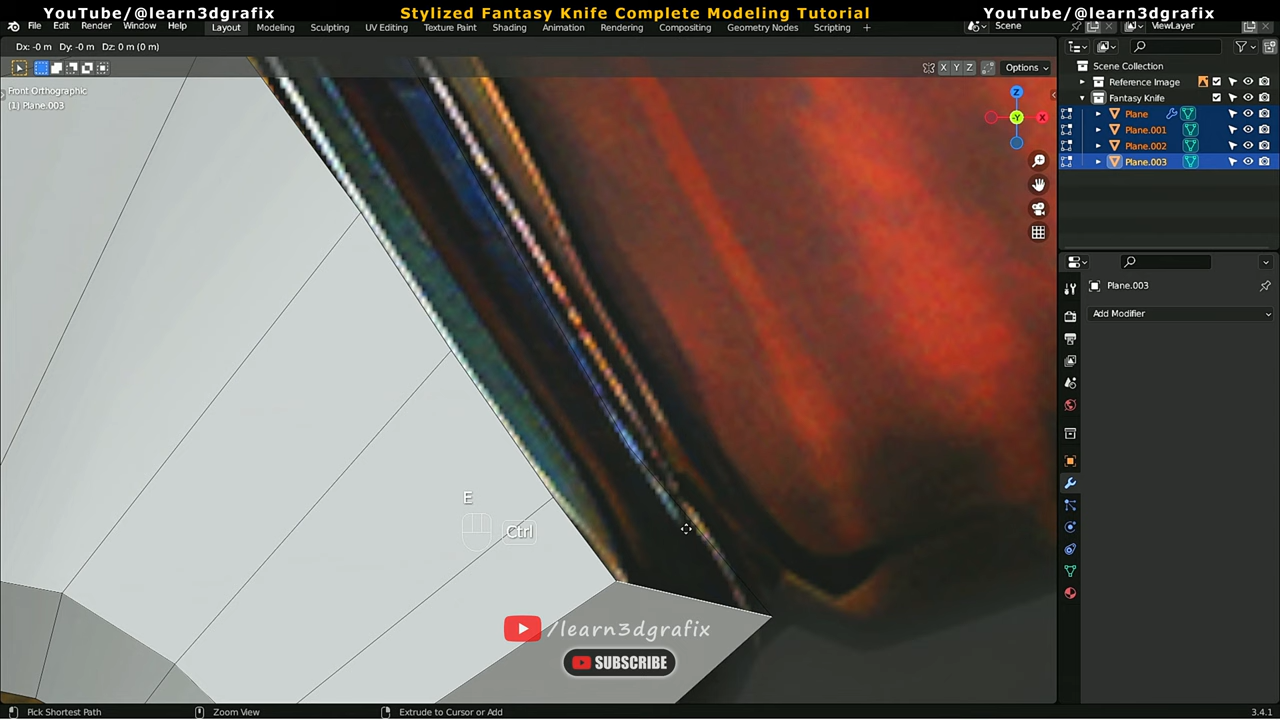 YouTube/@learn3dgrafix
Stylized Fantasy Knife Complete Modeling Tutorial
YouTube/@learn3dgrafix
File Edit Render Window Help
Layout Modeling Sculpting UV Editing Texture Paint Shading Animation Rendering Compositing Geometry Nodes Scripting +
Scene
ViewLayer
Dx: -0 m Dy: -0 m Dz: 0 m (0 m)
X Y Z
Options
Front Orthographic
(1) Plane.003
Z
-Y
X
Scene Collection
Reference Image
Fantasy Knife
Plane
Plane.001
Plane.002
Plane.003
Plane.003
Add Modifier
E
Ctrl
/learn3dgrafix
SUBSCRIBE
Pick Shortest Path
Zoom View
Extrude to Cursor or Add
3.4.1